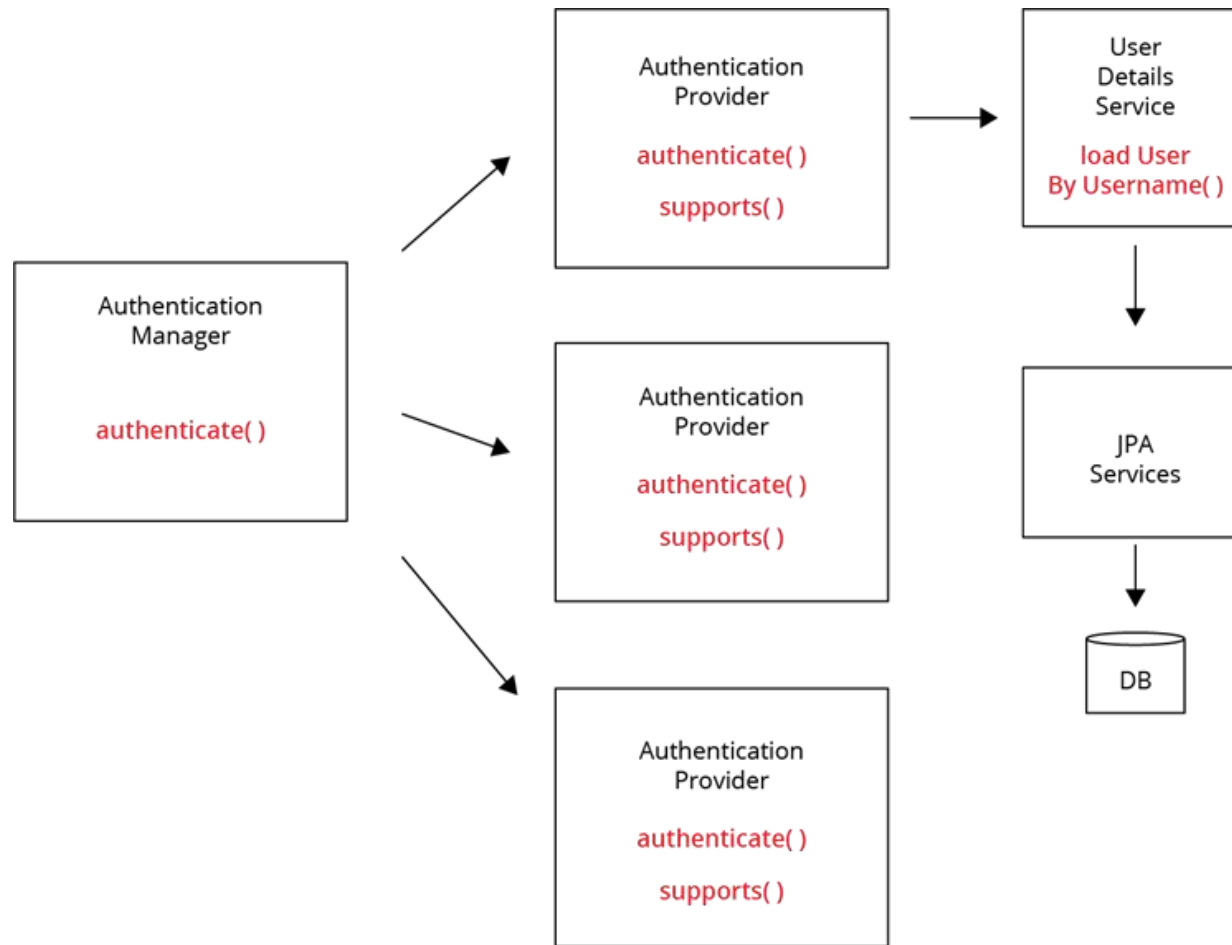 Authentication
Manager
authenticate( )
Authentication
Provider
authenticate( )
supports( )
Authentication
Provider
authenticate( )
supports( )
Authentication
Provider
authenticate( )
supports( )
User
Details
Service
load User
By Username( )
JPA
Services
DB